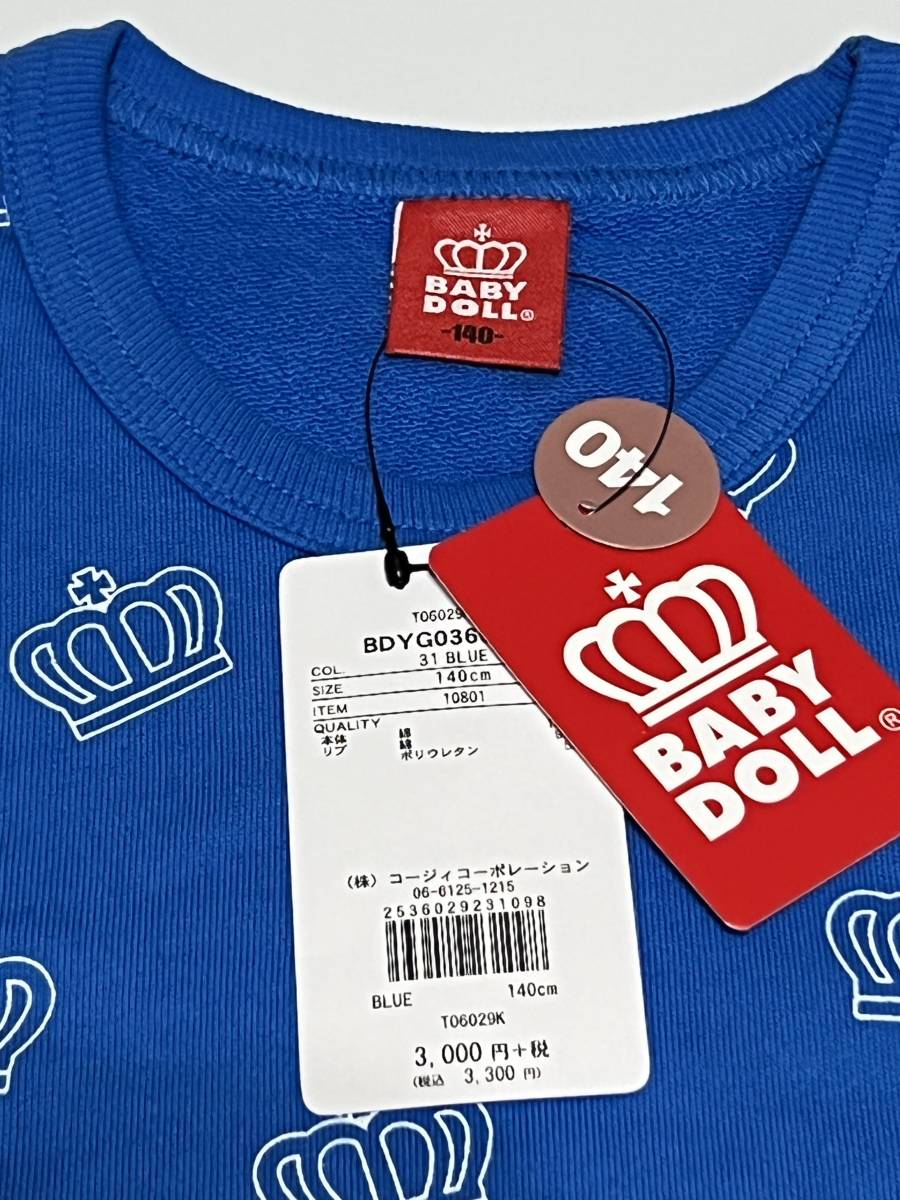 BABY
DOLL®
-140-
140
BABY
DOLL®
T06029
BDYG036
COL. 31 BLUE
SIZE 140cm
ITEM 10801
QUALITY
本体 綿
リブ 綿
ポリウレタン
(株)コージィコーポレーション
06-6125-1215
2536029231098
BLUE 140cm
T06029K
3,000 円+税
(税込 3,300 円)